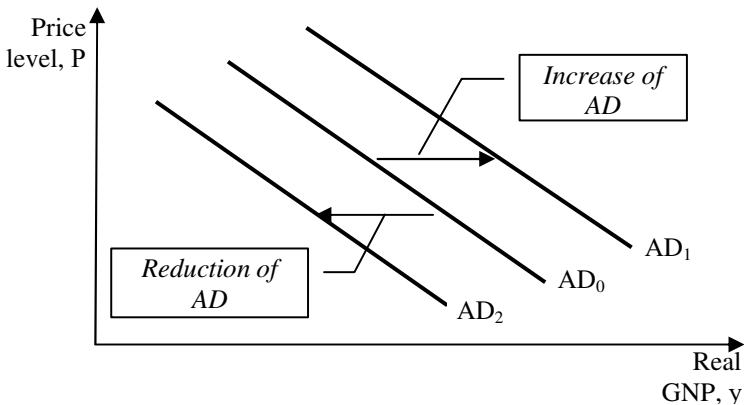 Price
level, P
Increase of
AD
Reduction of
AD
AD₁
AD₀
AD₂
Real
GNP, y